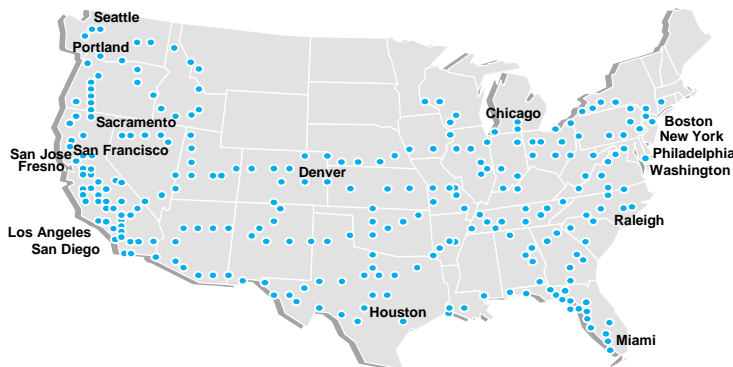 Seattle
Portland
Chicago
Sacramento
Boston
New York
San Francisco
San Jose
Philadelphia
Fresno
Denver
Washington
Raleigh
Los Angeles
San Diego
Houston
Miami